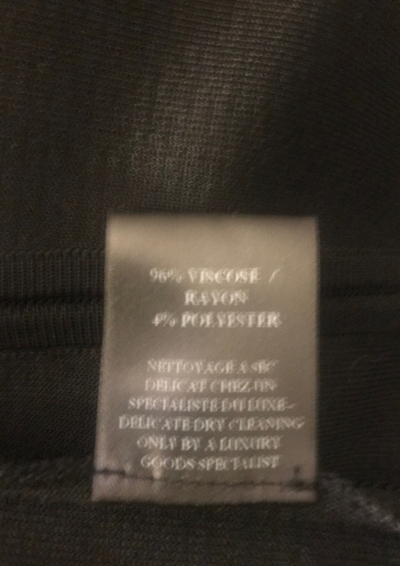 96% VISCOSE /
RAYON
4% POLYESTER
NETTOYAGE A SEC
DELICAT CHEZ UN
SPECIALISTE DU LUXE-
DELICATE DRY CLEANING
ONLY BY A LUXURY
GOODS SPECIALIST